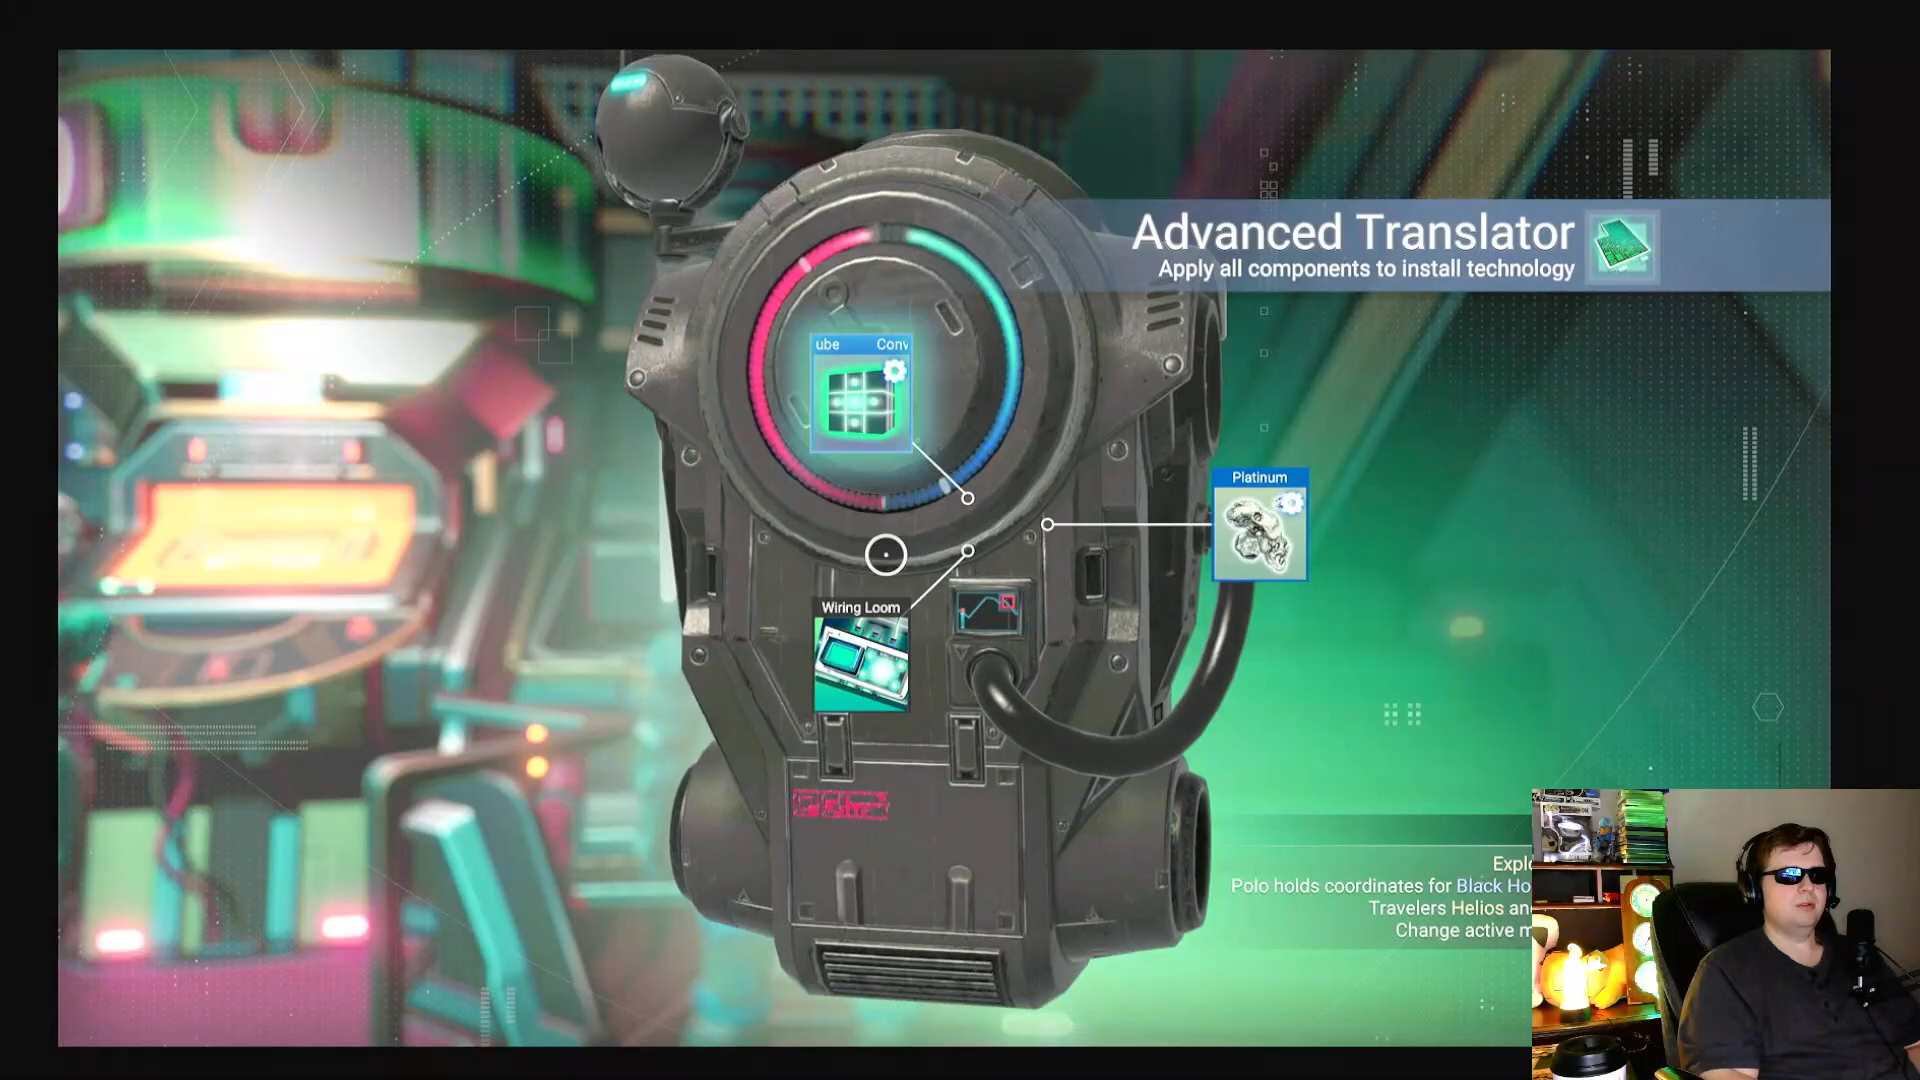 Advanced Translator
Apply all components to install technology
ube Conv
Platinum
Wiring Loom
Explo
Polo holds coordinates for Black Ho
Travelers Helios an
Change active m